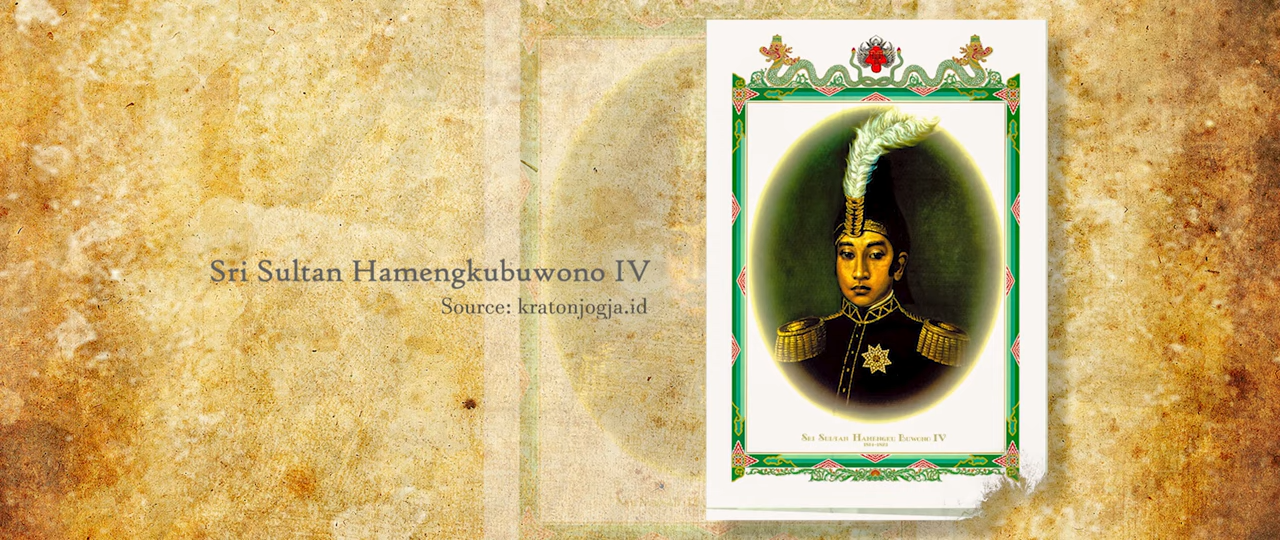 Sri Sultan Hamengkubuwono IV
Source: kratonjogja.id
Sri Sultan Hamengku Buwono IV